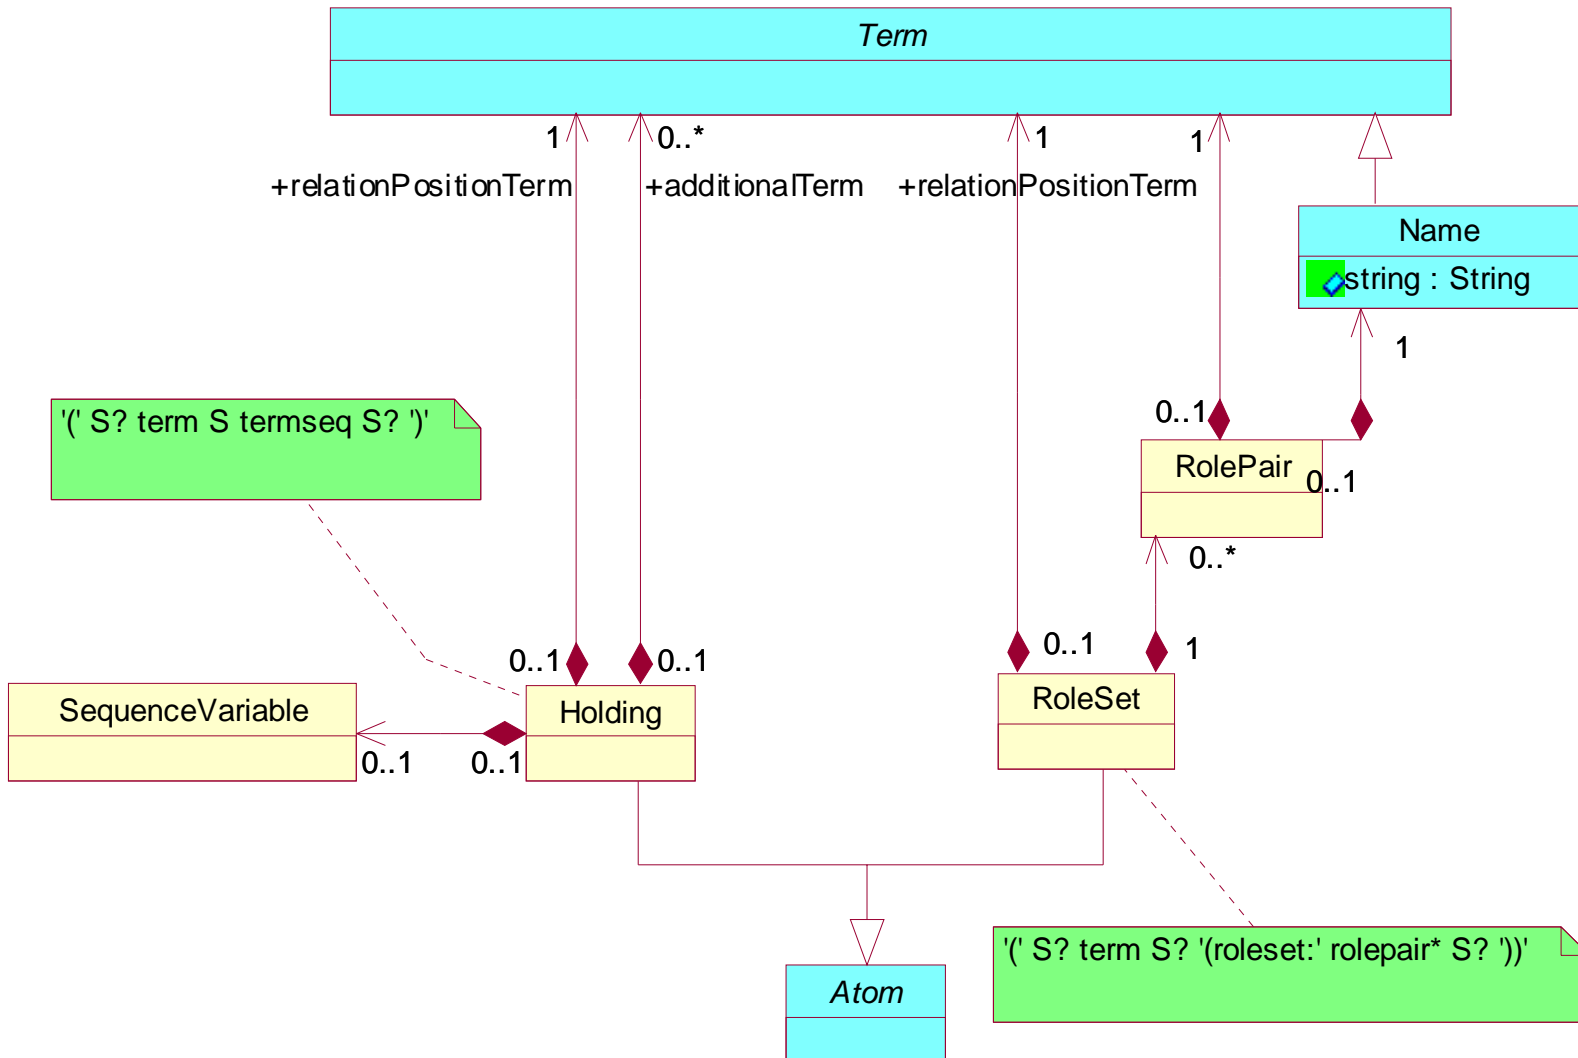 Term
1
0..*
1
1
+relationPositionTerm
+additionalTerm
+relationPositionTerm
Name
string : String
1
'(' S? term S termseq S? ')'
0..1
RolePair
0..1
0..*
0..1
0..1
0..1
1
SequenceVariable
Holding
RoleSet
0..1
0..1
'(' S? term S? '(roleset:' rolepair* S? '))'
Atom